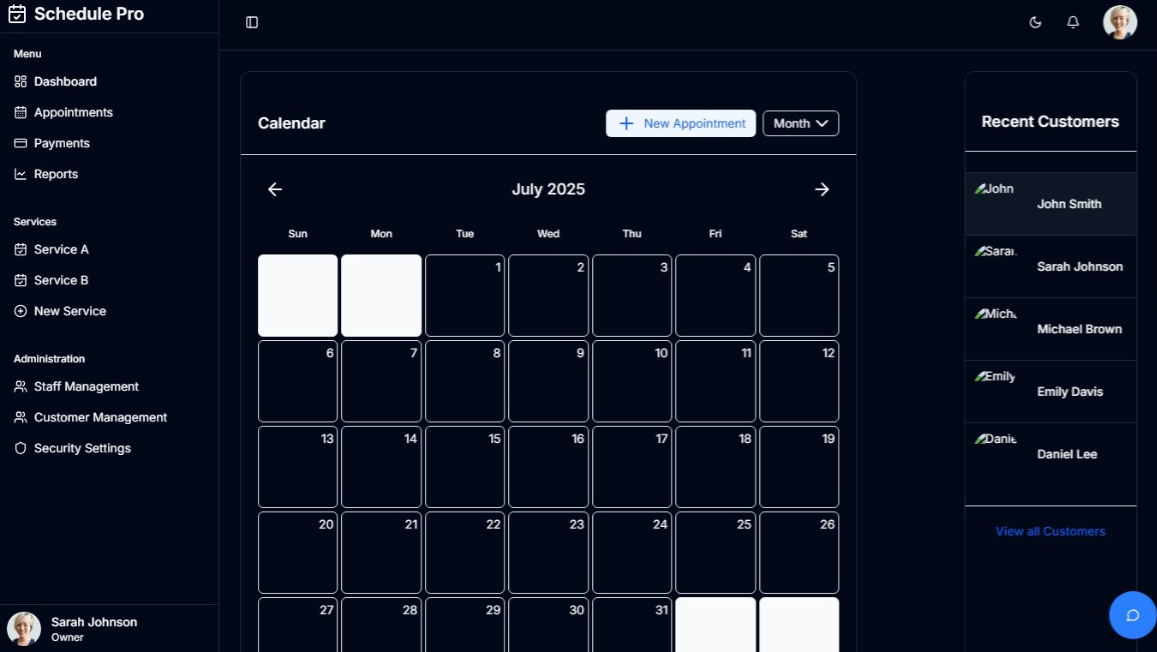 Schedule Pro
Menu
Dashboard
Appointments
Payments
Reports
Services
Service A
Service B
New Service
Administration
Staff Management
Customer Management
Security Settings
Sarah Johnson
Owner
Calendar
New Appointment
Month
July 2025
Sun Mon Tue Wed Thu Fri Sat
1 2 3 4 5
6 7 8 9 10 11 12
13 14 15 16 17 18 19
20 21 22 23 24 25 26
27 28 29 30 31
Recent Customers
John
John Smith
Sarah Johnson
Michael Brown
Emily
Emily Davis
Daniel Lee
View all Customers